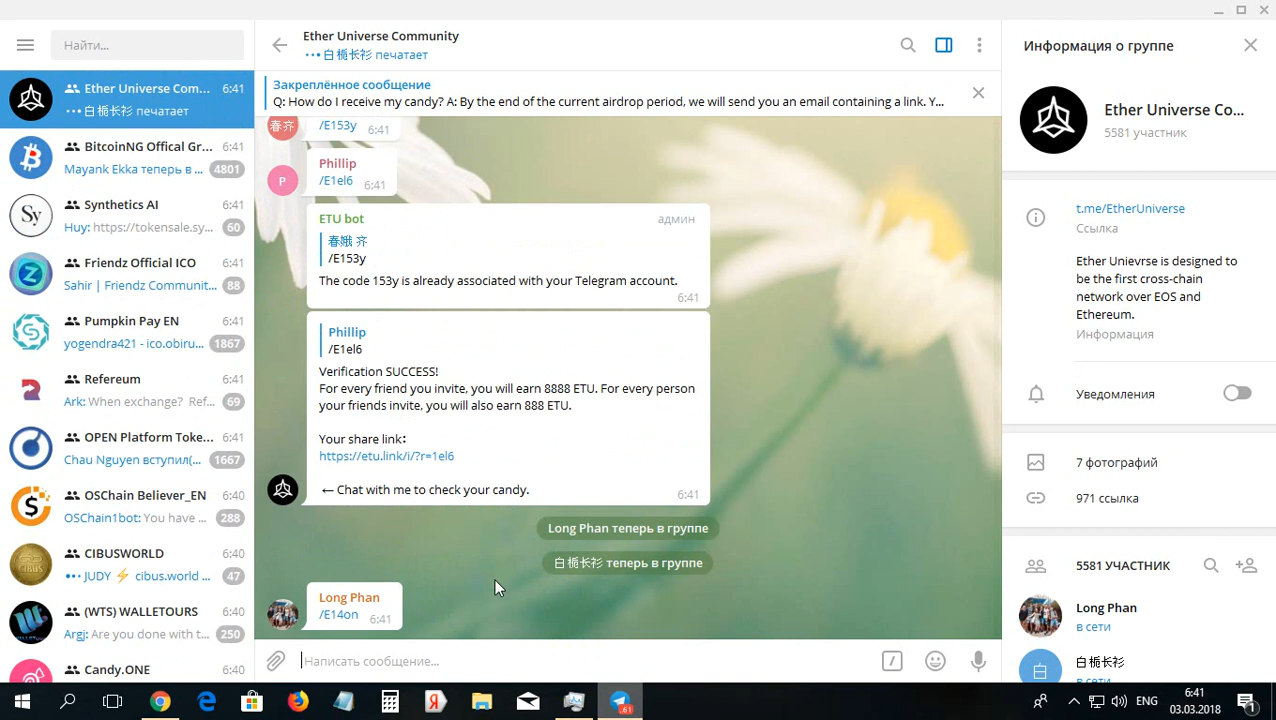 Найти...
Ether Universe Com... 6:41
••• 白栀长衫 печатает
BitcoinNG Offical Gr... 6:41
Mayank Ekka теперь в ... 4801
Sy
Synthetics AI 6:41
Huy: https://tokensale.sy... 60
Friendz Official ICO 6:41
Sahir | Friendz Communit... 88
Pumpkin Pay EN 6:41
yogendra421 - ico.obiru... 1867
Refereum 6:41
Ark: When exchange? Ref... 69
OPEN Platform Toke... 6:41
Chau Nguyen вступил(... 1667
OSChain Believer_EN 6:40
OSChain1bot: You have ... 288
CIBUSWORLD 6:40
••• JUDY ⚡ cibus.world ... 47
(WTS) WALLETOURS 6:40
Argj: Are you done with t... 250
Candy.ONE 6:40
Ether Universe Community
••• 白栀长衫 печатает
Закреплённое сообщение
Q: How do I receive my candy? A: By the end of the current airdrop period, we will send you an email containing a link. Y...
春齐
/E153y 6:41
P
Phillip
/E1el6 6:41
ETU bot админ
春娥 齐
/E153y
The code 153y is already associated with your Telegram account.
6:41
Phillip
/E1el6
Verification SUCCESS!
For every friend you invite, you will earn 8888 ETU. For every person
your friends invite, you will also earn 888 ETU.
Your share link:
https://etu.link/i/?r=1el6
← Chat with me to check your candy.
6:41
Long Phan теперь в группе
白栀长衫 теперь в группе
Long Phan
/E14on 6:41
Написать сообщение...
Информация о группе
Ether Universe Co...
5581 участник
t.me/EtherUniverse
Ссылка
Ether Unievrse is designed to
be the first cross-chain
network over EOS and
Ethereum.
Информация
Уведомления
7 фотографий
971 ссылка
5581 УЧАСТНИК
Long Phan
в сети
白
白栀长衫
в сети
.61
ENG
6:41
03.03.2018
1